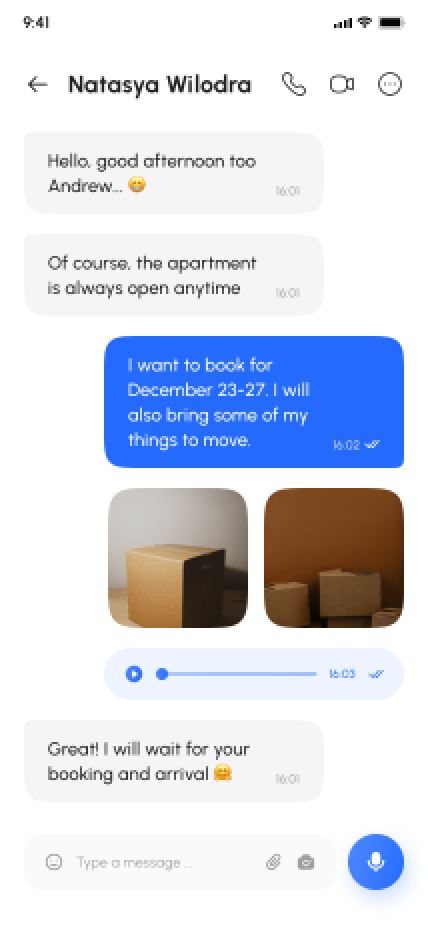 9:41
Natasya Wilodra
Hello, good afternoon too
Andrew... 😁
16:01
Of course, the apartment
is always open anytime
16:01
I want to book for
December 23-27. I will
also bring some of my
things to move.
16:02
16:03
Great! I will wait for your
booking and arrival 🤗
16:01
Type a message ...